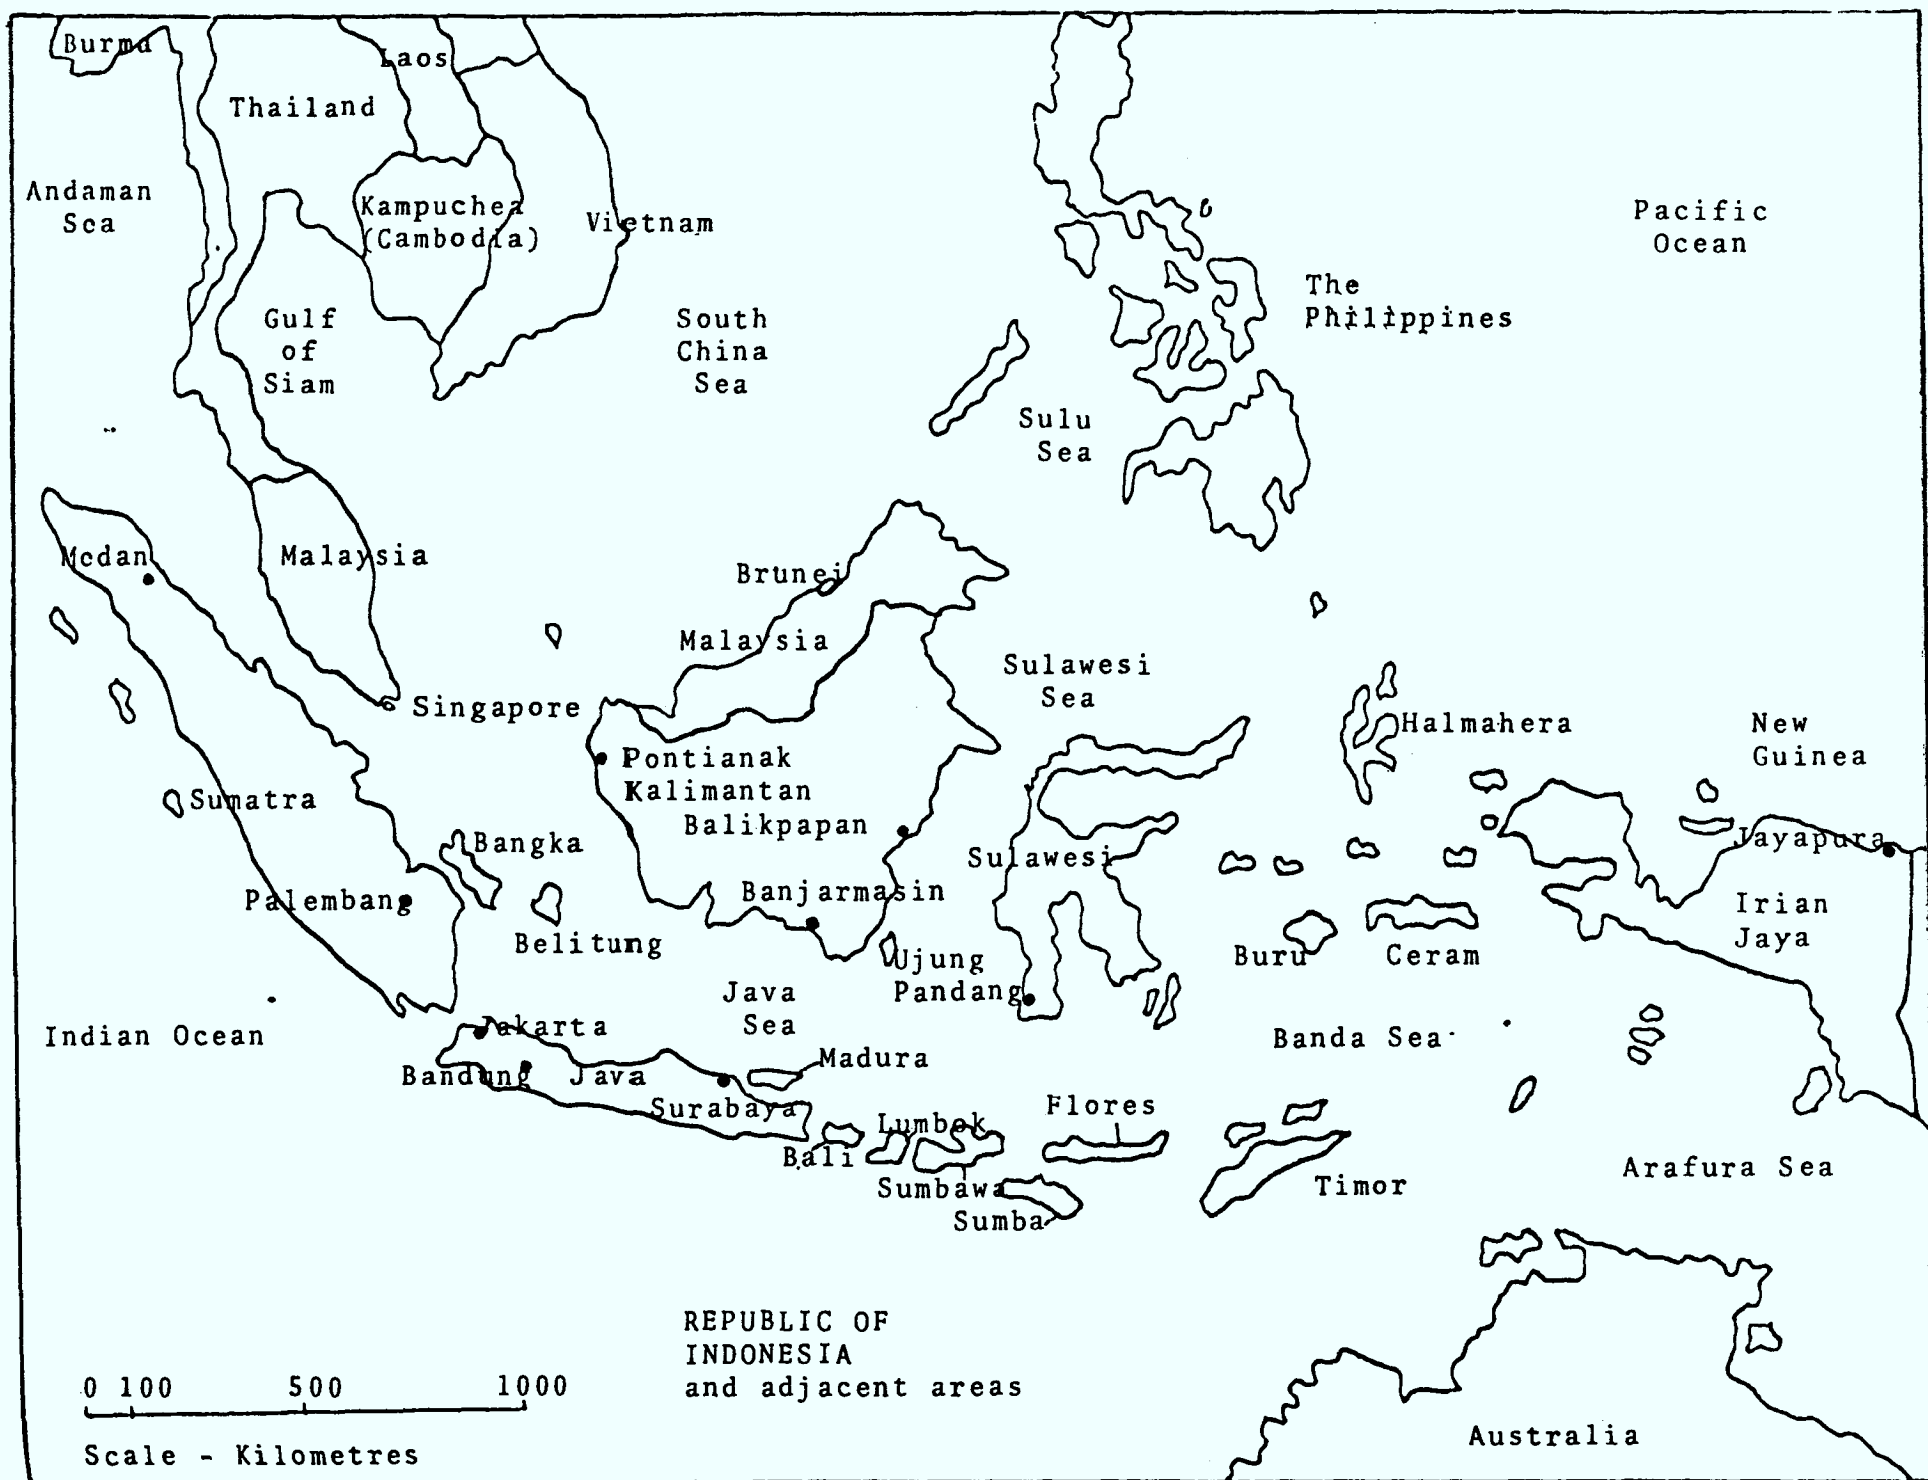 Burma
Laos
Thailand
Andaman
Sea
Kampuchea
(Cambodia)
Vietnam
Pacific
Ocean
The
Philippines
Gulf
of
Siam
South
China
Sea
Sulu
Sea
Medan
Malaysia
Brunei
Malaysia
Sulawesi
Sea
Singapore
Halmahera
New
Guinea
Pontianak
Kalimantan
Balikpapan
Sumatra
Bangka
Sulawesi
Jayapura
Palembang
Banjarmasin
Belitung
Irian
Jaya
Buru
Ceram
Ujung
Pandang
Java
Sea
Indian Ocean
Jakarta
Banda Sea
Madura
Bandung
Java
Surabaya
Flores
Lumbok
Bali
Sumbawa
Sumba
Timor
Arafura Sea
REPUBLIC OF
INDONESIA
and adjacent areas
0 100 500 1000
Scale - Kilometres
Australia